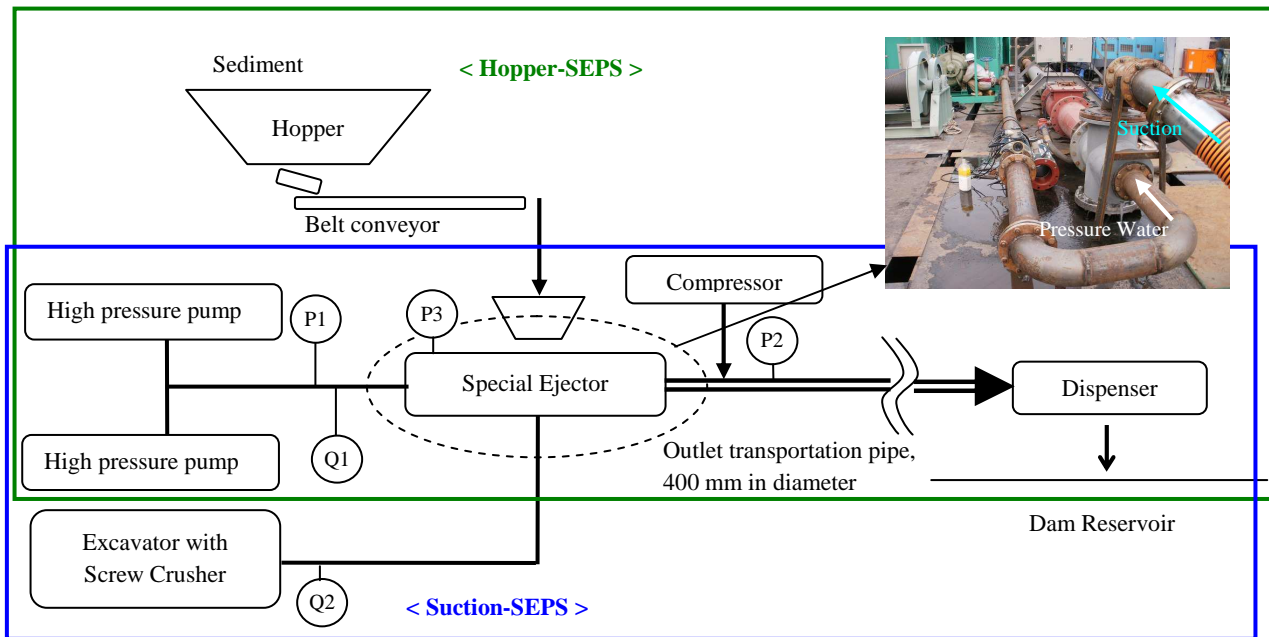 Sediment
< Hopper-SEPS >
Hopper
Belt conveyor
Suction
Pressure Water
Compressor
High pressure pump
P1
P3
P2
Special Ejector
Dispenser
High pressure pump
Q1
Outlet transportation pipe,
400 mm in diameter
Dam Reservoir
Excavator with
Screw Crusher
Q2
< Suction-SEPS >